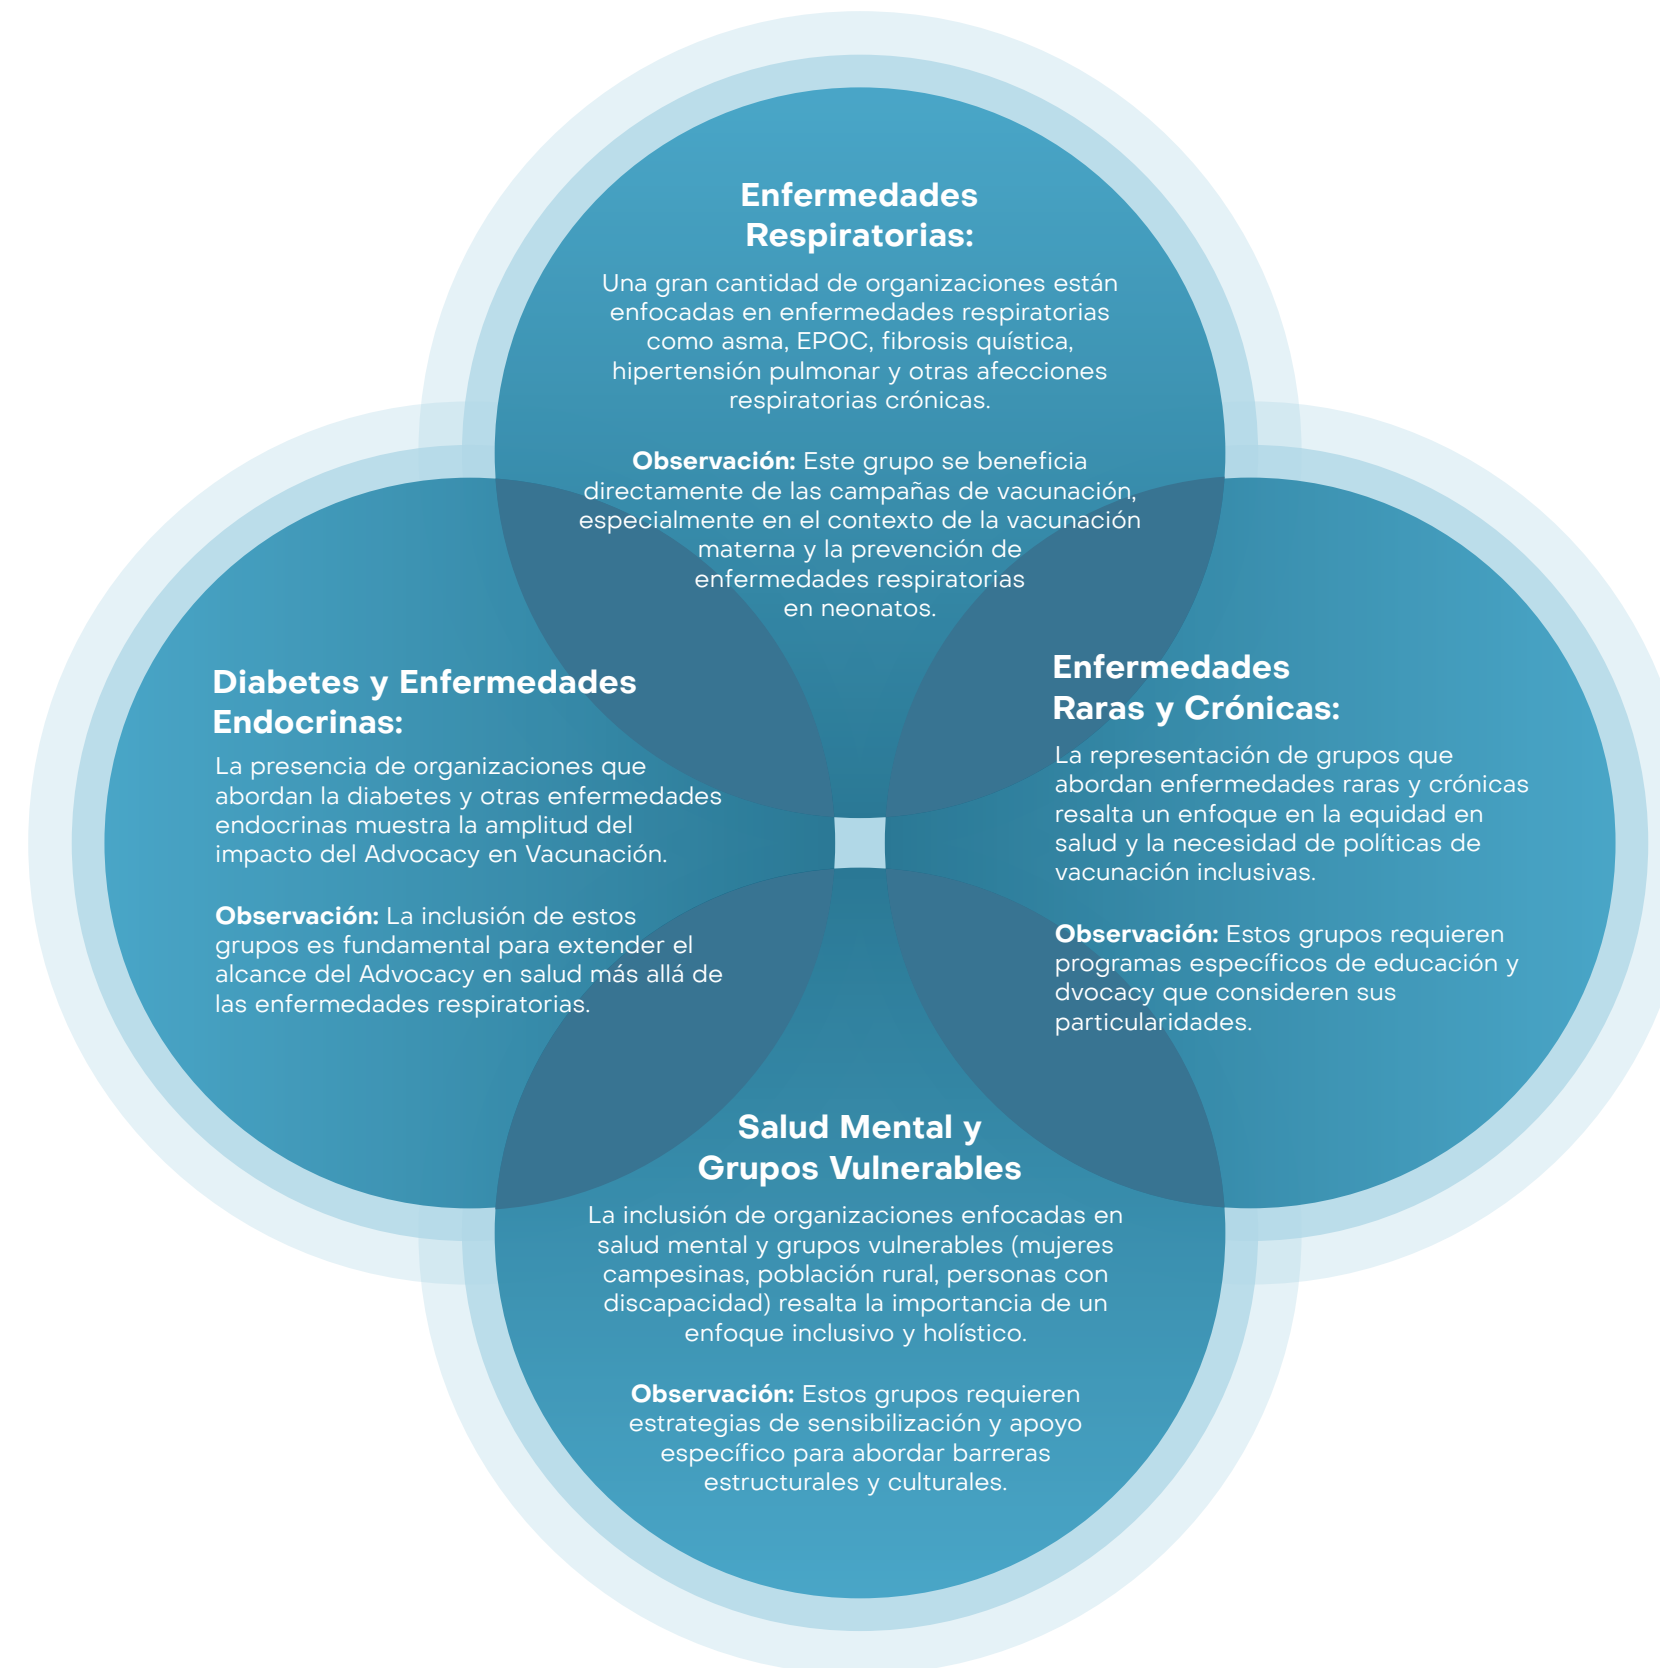 Enfermedades
Respiratorias:
Una gran cantidad de organizaciones están
enfocadas en enfermedades respiratorias
como asma, EPOC, fibrosis quística,
hipertensión pulmonar y otras afecciones
respiratorias crónicas.
Observación: Este grupo se beneficia
directamente de las campañas de vacunación,
especialmente en el contexto de la vacunación
materna y la prevención de
enfermedades respiratorias
en neonatos.
Diabetes y Enfermedades
Endocrinas:
La presencia de organizaciones que
abordan la diabetes y otras enfermedades
endocrinas muestra la amplitud del
impacto del Advocacy en Vacunación.
Observación: La inclusión de estos
grupos es fundamental para extender el
alcance del Advocacy en salud más allá de
las enfermedades respiratorias.
Enfermedades
Raras y Crónicas:
La representación de grupos que
abordan enfermedades raras y crónicas
resalta un enfoque en la equidad en
salud y la necesidad de políticas de
vacunación inclusivas.
Observación: Estos grupos requieren
programas específicos de educación y
dvocacy que consideren sus
particularidades.
Salud Mental y
Grupos Vulnerables
La inclusión de organizaciones enfocadas en
salud mental y grupos vulnerables (mujeres
campesinas, población rural, personas con
discapacidad) resalta la importancia de un
enfoque inclusivo y holístico.
Observación: Estos grupos requieren
estrategias de sensibilización y apoyo
específico para abordar barreras
estructurales y culturales.